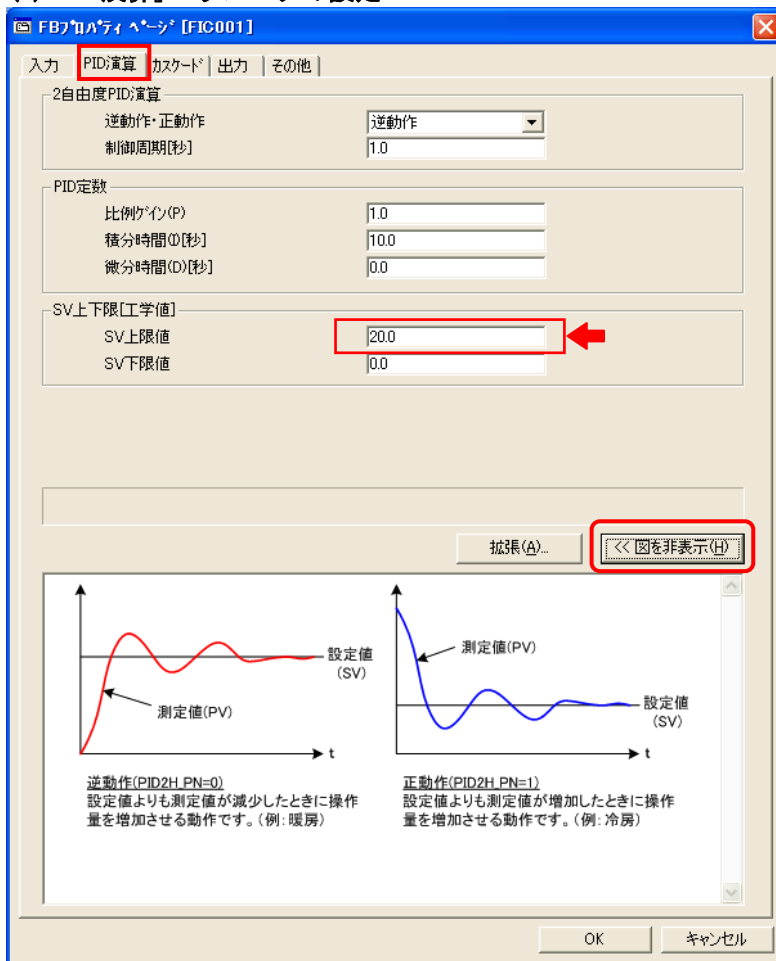 FBプロパティ ページ [FIC001]
入力 PID演算 カスケード 出力 その他
2自由度PID演算
逆動作・正動作 逆動作
制御周期[秒] 1.0
PID定数
比例ゲイン(P) 1.0
積分時間(I)[秒] 10.0
微分時間(D)[秒] 0.0
SV上下限[工学値]
SV上限値 20.0
SV下限値 0.0
拡張(A)... << 図を非表示(H)
設定値
(SV)
測定値(PV)
t
測定値(PV)
設定値
(SV)
t
逆動作(PID2H_PN=0)
設定値よりも測定値が減少したときに操作
量を増加させる動作です。(例:暖房)
正動作(PID2H_PN=1)
設定値よりも測定値が増加したときに操作
量を増加させる動作です。(例:冷房)
OK キャンセル